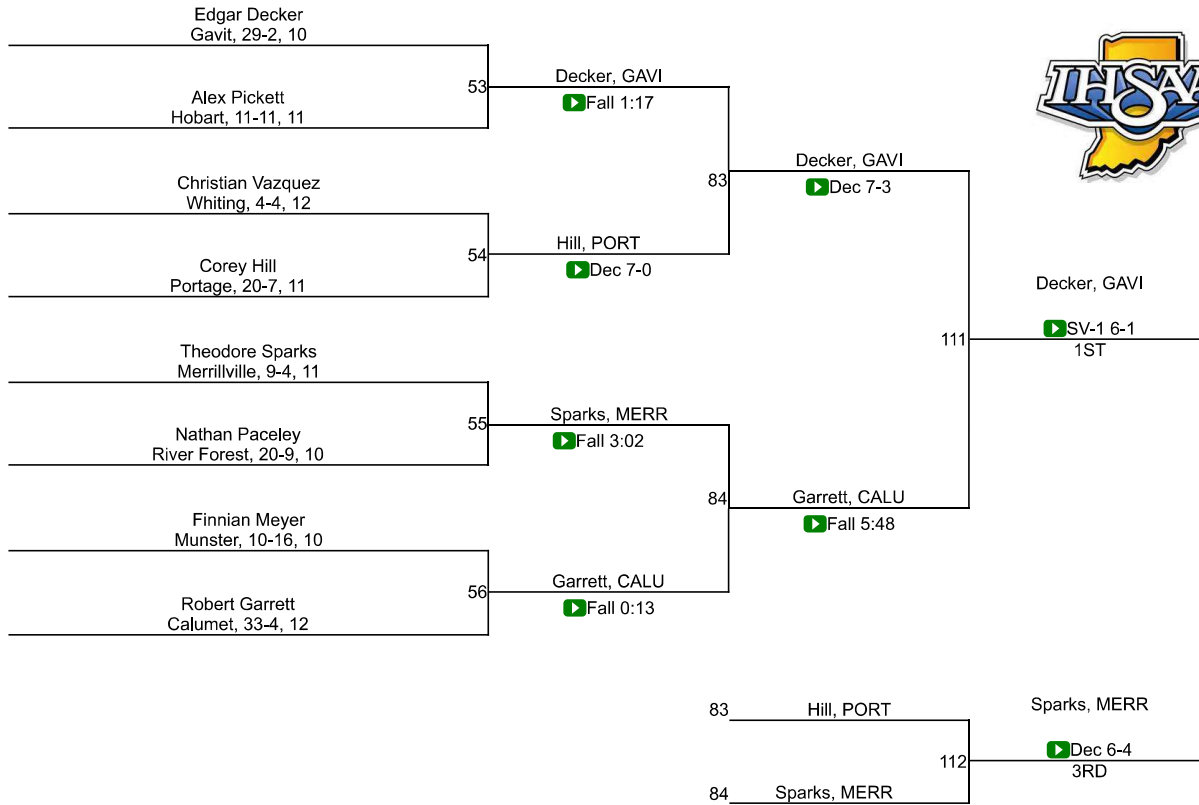 Edgar Decker
Gavit, 29-2, 10
53
Decker, GAVI
Fall 1:17
Alex Pickett
Hobart, 11-11, 11
IHSAA
83
Decker, GAVI
Dec 7-3
Christian Vazquez
Whiting, 4-4, 12
54
Hill, PORT
Dec 7-0
Corey Hill
Portage, 20-7, 11
Decker, GAVI
111
SV-1 6-1
1ST
Theodore Sparks
Merrillville, 9-4, 11
55
Sparks, MERR
Fall 3:02
Nathan Paceley
River Forest, 20-9, 10
84
Garrett, CALU
Fall 5:48
Finnian Meyer
Munster, 10-16, 10
56
Garrett, CALU
Fall 0:13
Robert Garrett
Calumet, 33-4, 12
83
Hill, PORT
Sparks, MERR
112
Dec 6-4
3RD
84
Sparks, MERR